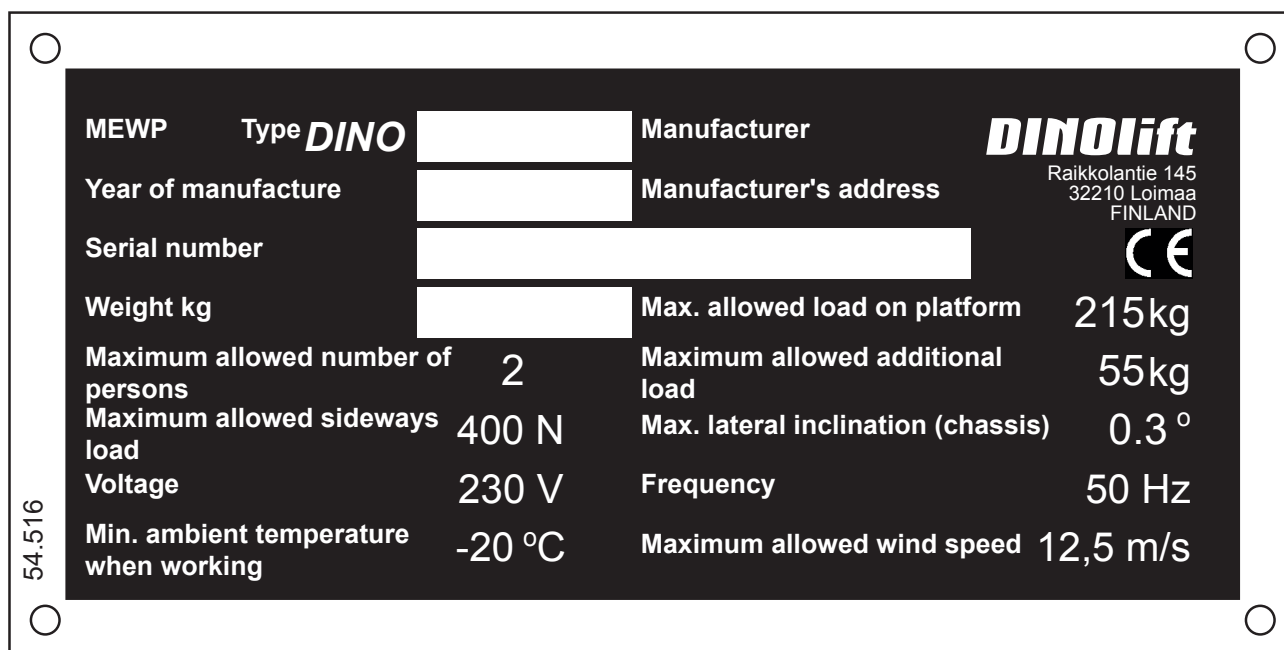 MEWP Type DINO Manufacturer DINOlift
Raikkolantie 145
Year of manufacture Manufacturer's address 32210 Loimaa
FINLAND
Serial number CE
Weight kg Max. allowed load on platform 215kg
Maximum allowed number of
persons 2
Maximum allowed additional
load 55kg
Maximum allowed sideways
load 400 N
Max. lateral inclination (chassis) 0.3 º
Voltage 230 V Frequency 50 Hz
Min. ambient temperature
when working -20 ºC
Maximum allowed wind speed 12,5 m/s
54.516